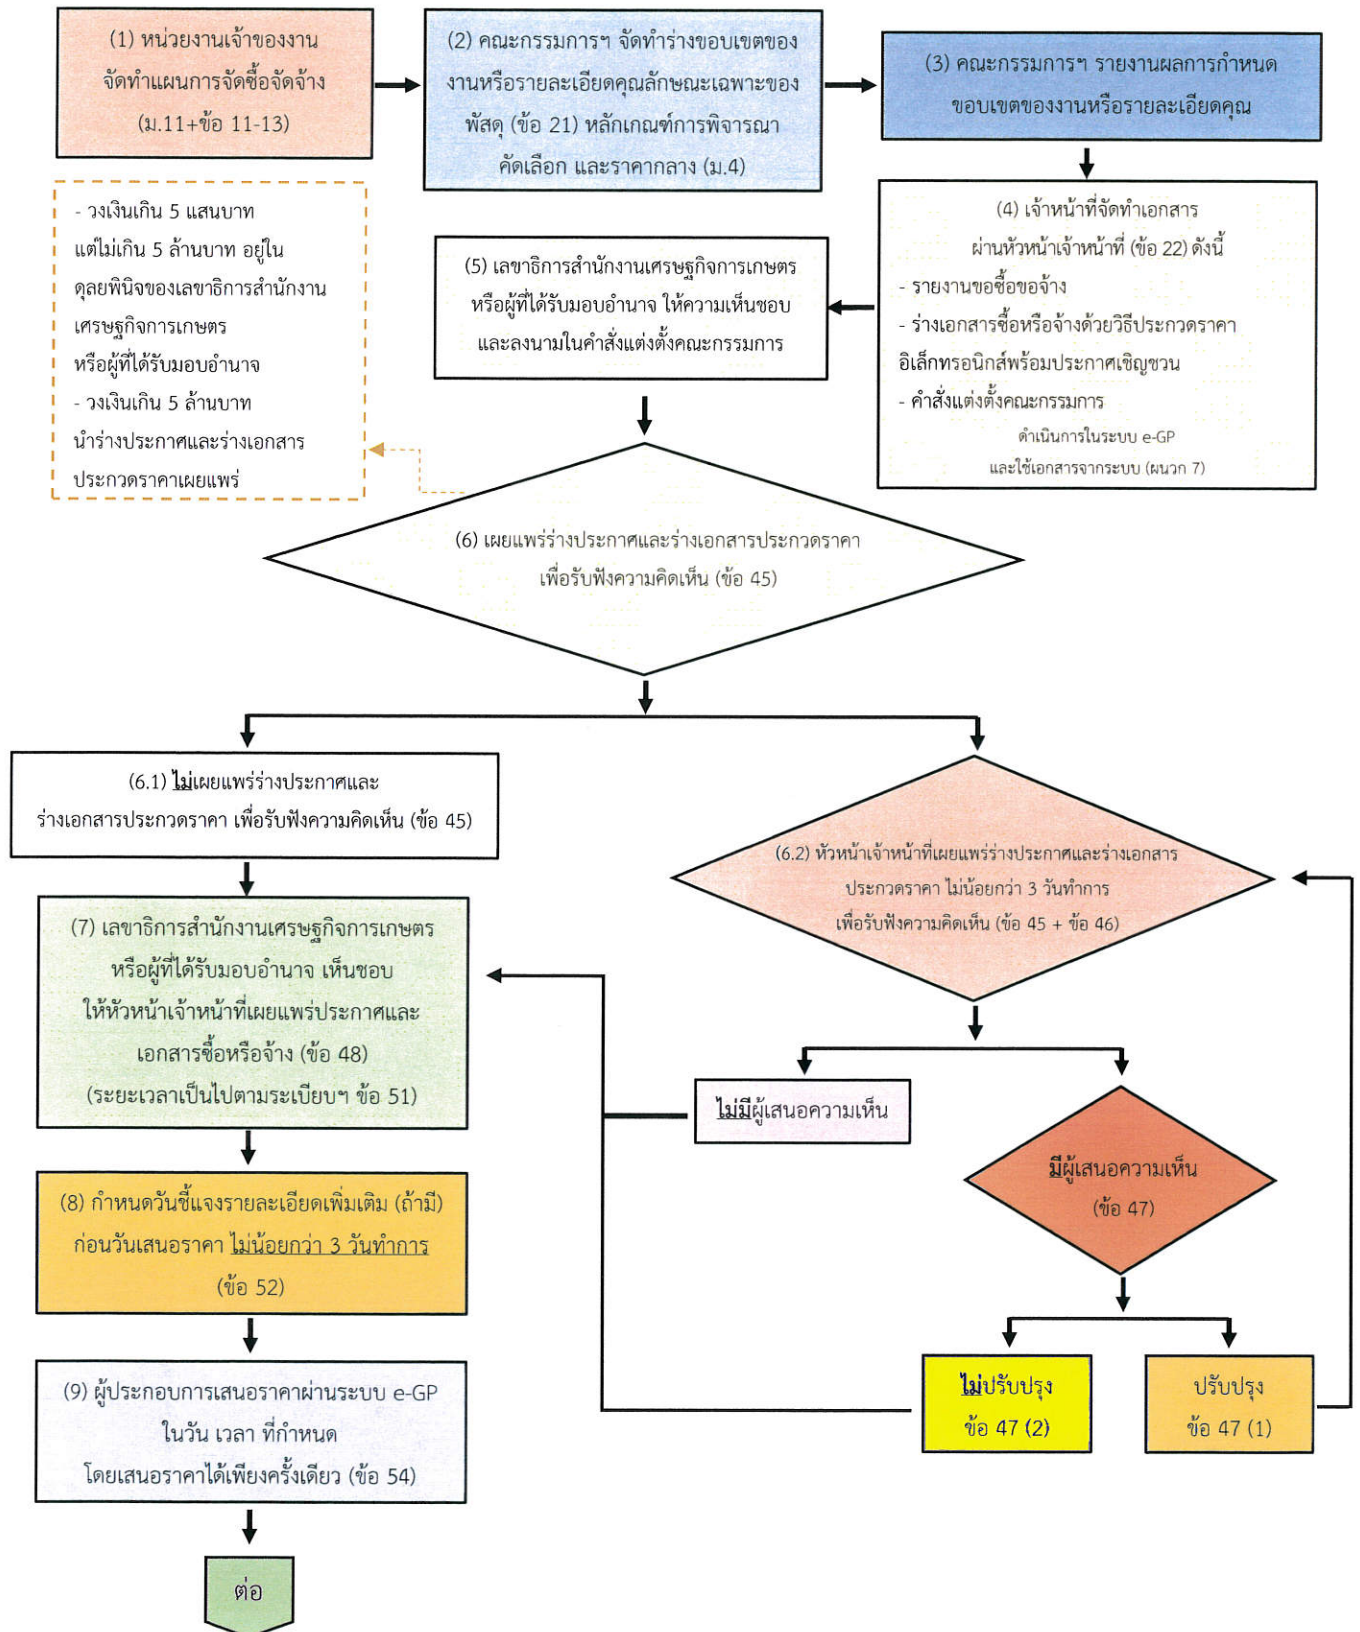 (1) หน่วยงานเจ้าของงาน
จัดทำแผนการจัดซื้อจัดจ้าง
(ม.11+ข้อ 11-13)
(2) คณะกรรมการฯ จัดทำร่างขอบเขตของ
งานหรือรายละเอียดคุณลักษณะเฉพาะของ
พัสดุ (ข้อ 21) หลักเกณฑ์การพิจารณา
คัดเลือก และราคากลาง (ม.4)
(3) คณะกรรมการฯ รายงานผลการกำหนด
ขอบเขตของงานหรือรายละเอียดคุณ
(4) เจ้าหน้าที่จัดทำเอกสาร
ผ่านหัวหน้าเจ้าหน้าที่ (ข้อ 22) ดังนี้
- รายงานขอซื้อขอจ้าง
- ร่างเอกสารซื้อหรือจ้างด้วยวิธีประกวดราคา
อิเล็กทรอนิกส์พร้อมประกาศเชิญชวน
- คำสั่งแต่งตั้งคณะกรรมการ
ดำเนินการในระบบ e-GP
และใช้เอกสารจากระบบ (ผนวก 7)
(5) เลขาธิการสำนักงานเศรษฐกิจการเกษตร
หรือผู้ที่ได้รับมอบอำนาจ ให้ความเห็นชอบ
และลงนามในคำสั่งแต่งตั้งคณะกรรมการ
- วงเงินเกิน 5 แสนบาท
แต่ไม่เกิน 5 ล้านบาท อยู่ใน
ดุลยพินิจของเลขาธิการสำนักงาน
เศรษฐกิจการเกษตร
หรือผู้ที่ได้รับมอบอำนาจ
- วงเงินเกิน 5 ล้านบาท
นำร่างประกาศและร่างเอกสาร
ประกวดราคาเผยแพร่
(6) เผยแพร่ร่างประกาศและร่างเอกสารประกวดราคา
เพื่อรับฟังความคิดเห็น (ข้อ 45)
(6.1) ไม่เผยแพร่ร่างประกาศและ
ร่างเอกสารประกวดราคา เพื่อรับฟังความคิดเห็น (ข้อ 45)
(6.2) หัวหน้าเจ้าหน้าที่เผยแพร่ร่างประกาศและร่างเอกสาร
ประกวดราคา ไม่น้อยกว่า 3 วันทำการ
เพื่อรับฟังความคิดเห็น (ข้อ 45 + ข้อ 46)
(7) เลขาธิการสำนักงานเศรษฐกิจการเกษตร
หรือผู้ที่ได้รับมอบอำนาจ เห็นชอบ
ให้หัวหน้าเจ้าหน้าที่เผยแพร่ประกาศและ
เอกสารซื้อหรือจ้าง (ข้อ 48)
(ระยะเวลาเป็นไปตามระเบียบฯ ข้อ 51)
ไม่มีผู้เสนอความเห็น
มีผู้เสนอความเห็น
(ข้อ 47)
(8) กำหนดวันชี้แจงรายละเอียดเพิ่มเติม (ถ้ามี)
ก่อนวันเสนอราคา ไม่น้อยกว่า 3 วันทำการ
(ข้อ 52)
ไม่ปรับปรุง
ข้อ 47 (2)
ปรับปรุง
ข้อ 47 (1)
(9) ผู้ประกอบการเสนอราคาผ่านระบบ e-GP
ในวัน เวลา ที่กำหนด
โดยเสนอราคาได้เพียงครั้งเดียว (ข้อ 54)
ต่อ